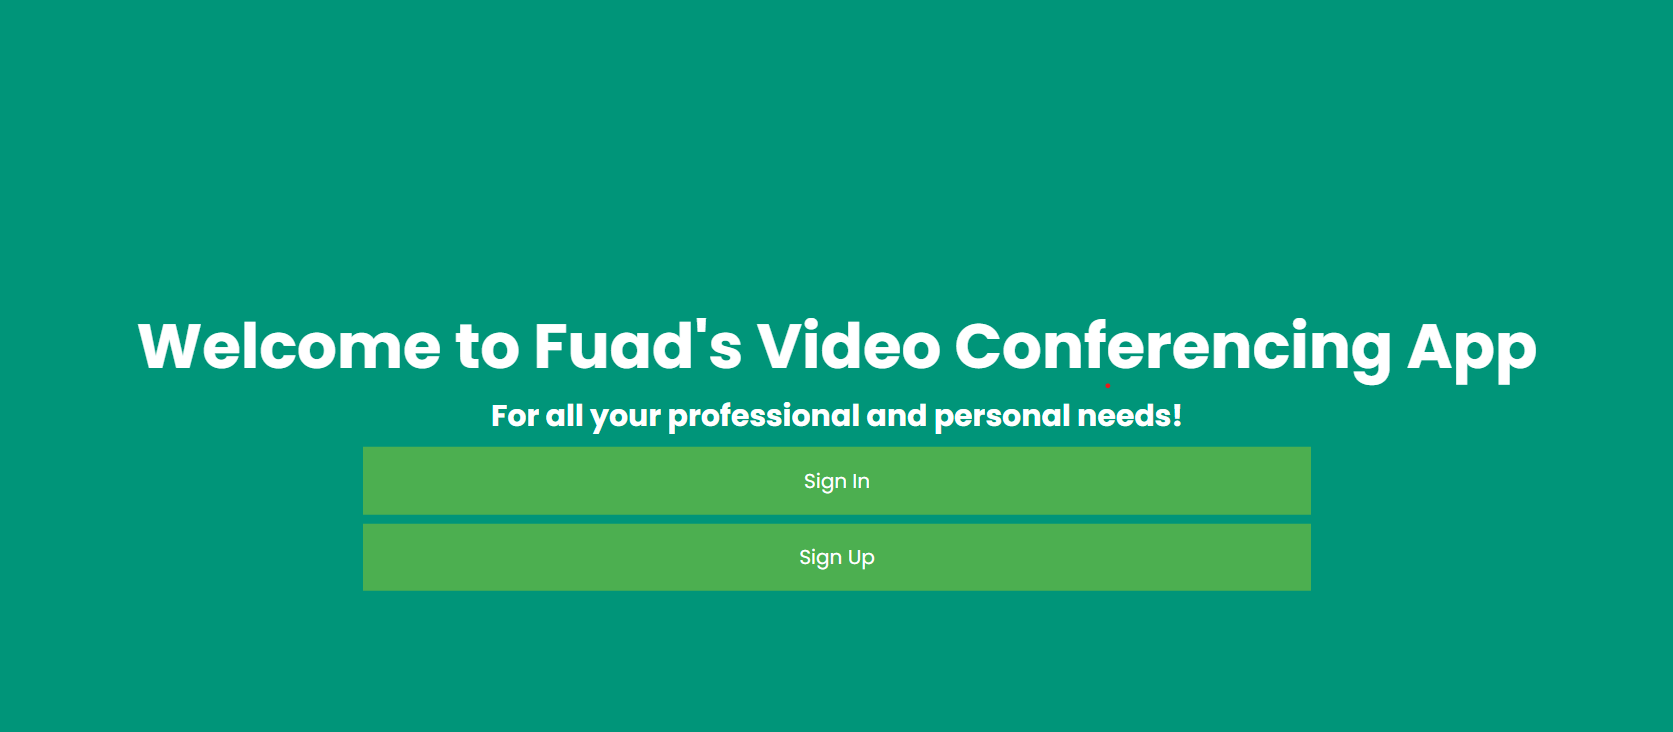 Welcome to Fuad's Video Conferencing App
For all your professional and personal needs!
Sign In
Sign Up